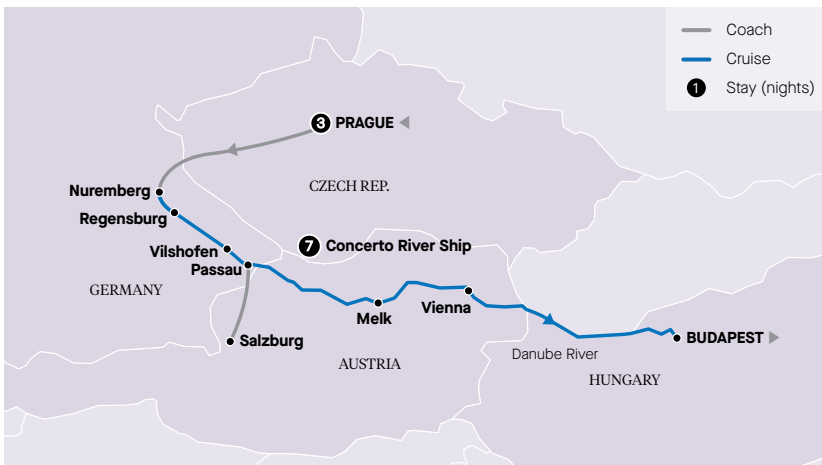 Coach
Cruise
1 Stay (nights)
3 PRAGUE
CZECH REP.
Nuremberg
Regensburg
Vilshofen
7 Concerto River Ship
Passau
GERMANY
Melk
Vienna
Salzburg
BUDAPEST
Danube River
AUSTRIA
HUNGARY